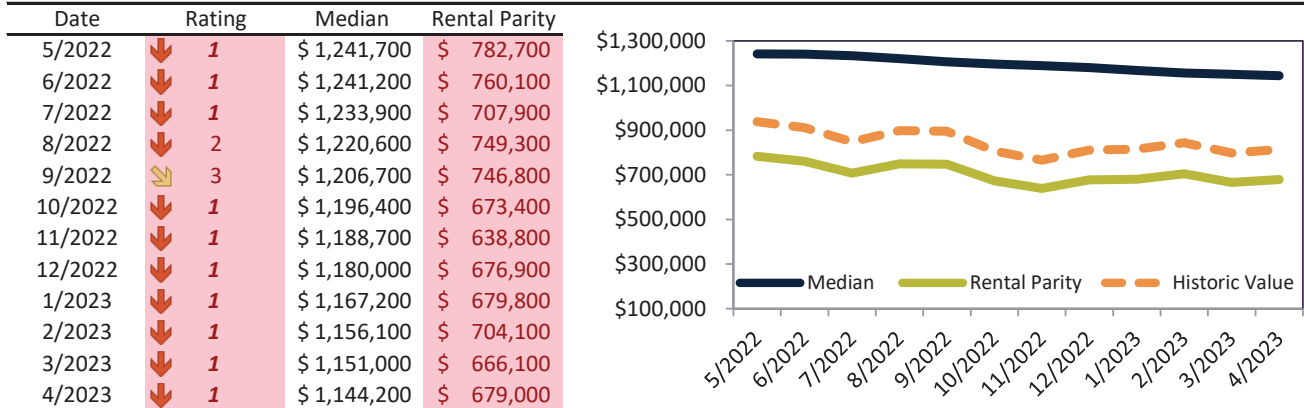 Date Rating Median Rental Parity
5/2022 1 $ 1,241,700 $ 782,700
6/2022 1 $ 1,241,200 $ 760,100
7/2022 1 $ 1,233,900 $ 707,900
8/2022 2 $ 1,220,600 $ 749,300
9/2022 3 $ 1,206,700 $ 746,800
10/2022 1 $ 1,196,400 $ 673,400
11/2022 1 $ 1,188,700 $ 638,800
12/2022 1 $ 1,180,000 $ 676,900
1/2023 1 $ 1,167,200 $ 679,800
2/2023 1 $ 1,156,100 $ 704,100
3/2023 1 $ 1,151,000 $ 666,100
4/2023 1 $ 1,144,200 $ 679,000
$1,300,000
$1,100,000
$900,000
$700,000
$500,000
$300,000
$100,000
Median Rental Parity Historic Value
5/2022 6/2022 7/2022 8/2022 9/2022 10/2022 11/2022 12/2022 1/2023 2/2023 3/2023 4/2023